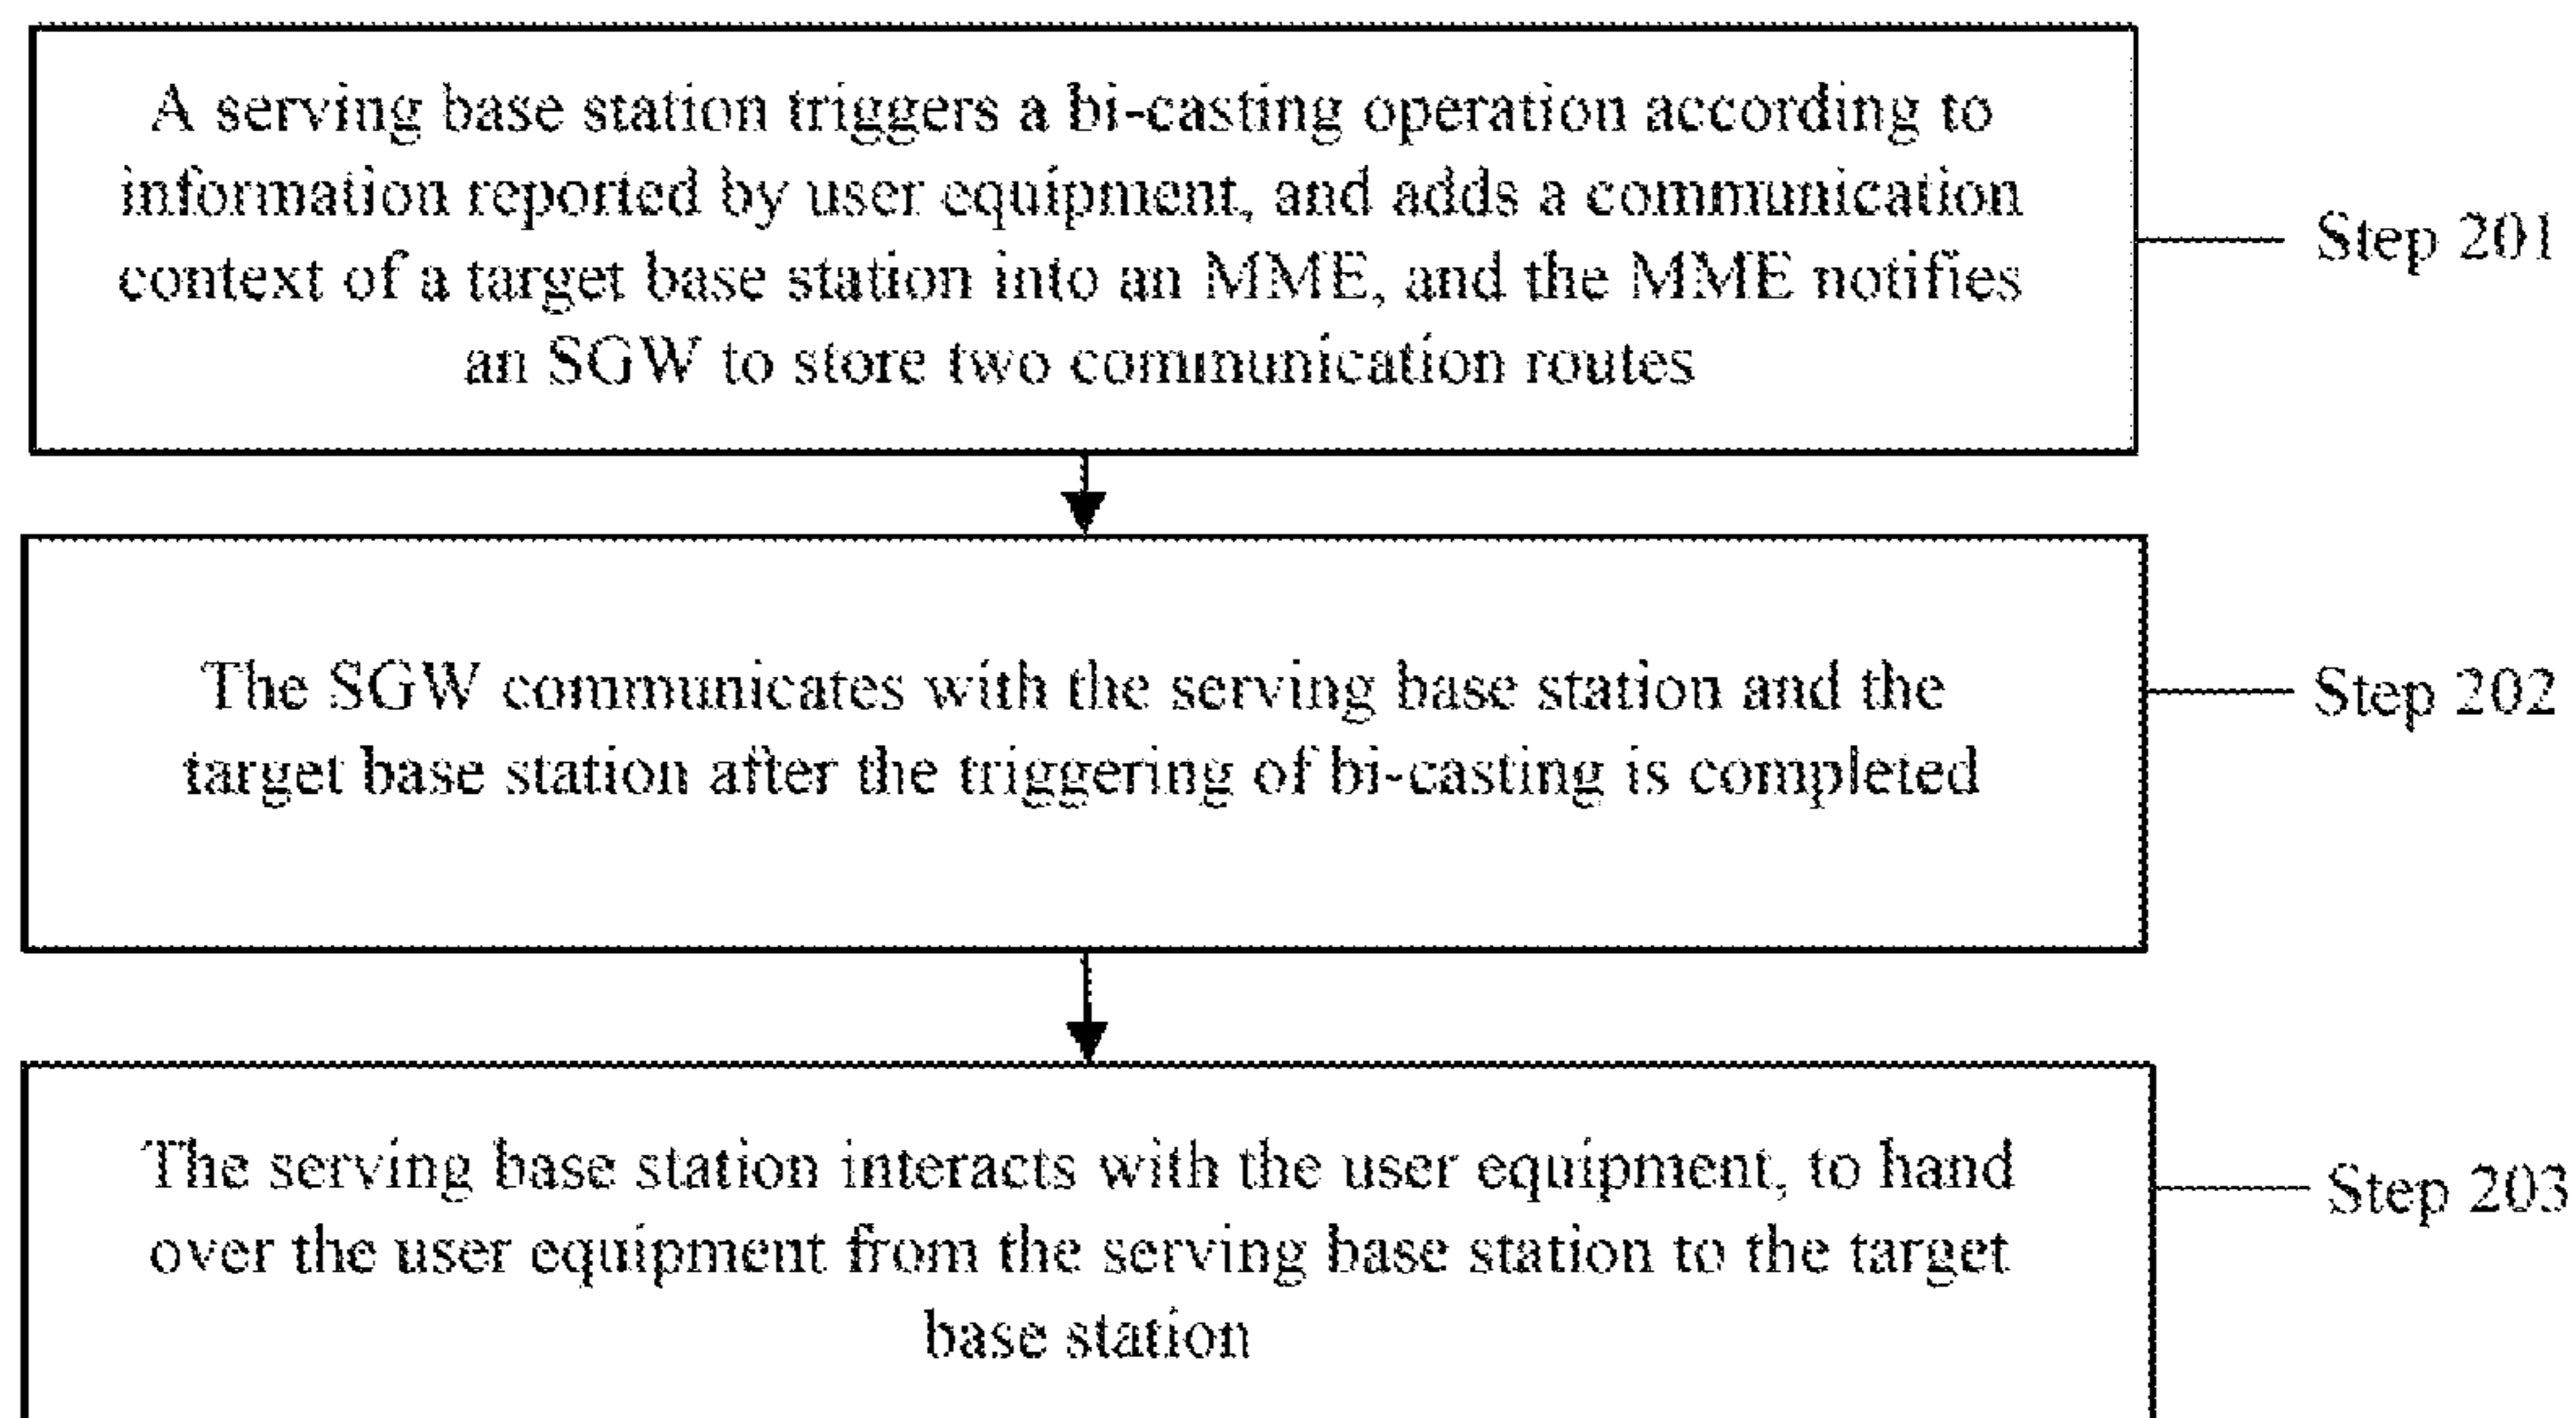 A serving base station triggers a bi-casting operation according to
information reported by user equipment, and adds a communication
context of a target base station into an MME, and the MME notifies
an SGW to store two communication routes
Step 201
The SGW communicates with the serving base station and the
target base station after the triggering of bi-casting is completed
Step 202
The serving base station interacts with the user equipment, to hand
over the user equipment from the serving base station to the target
base station
Step 203